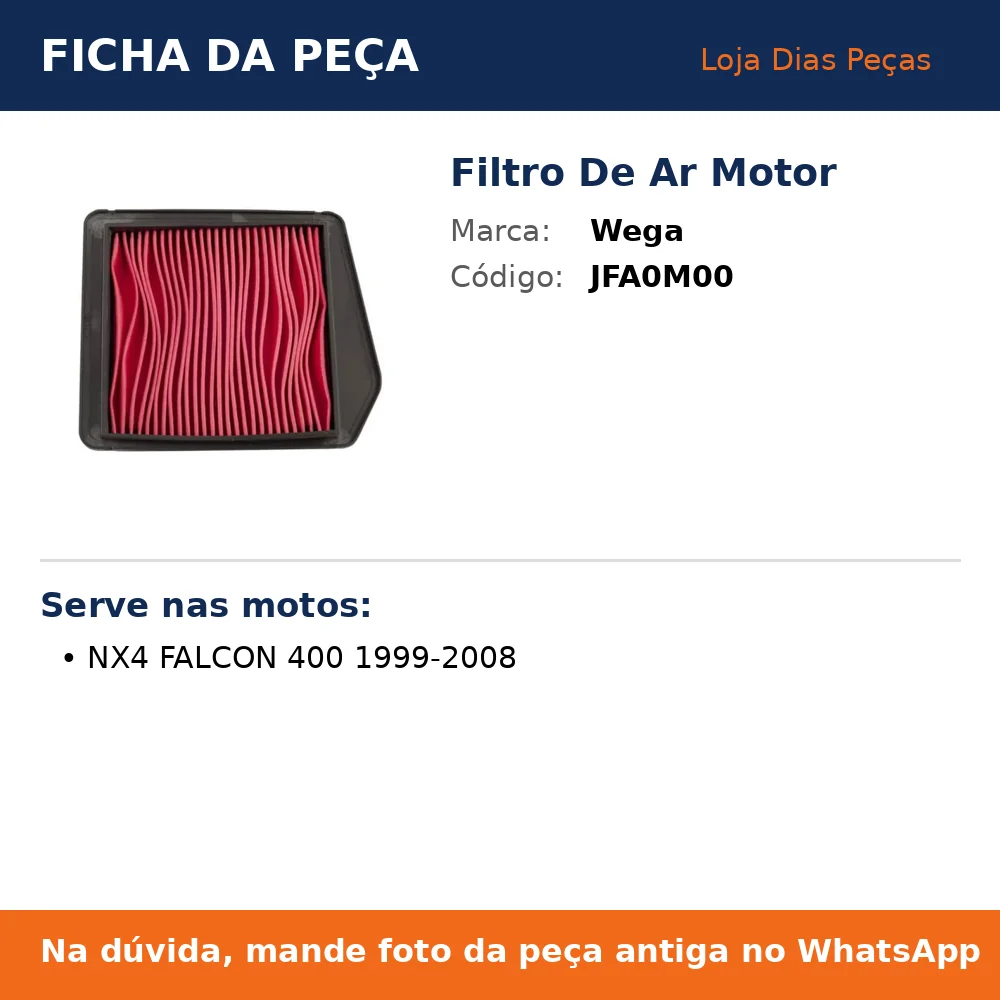 FICHA DA PEÇA
Loja Dias Peças
Filtro De Ar Motor
Marca: Wega
Código: JFA0M00
Serve nas motos:
• NX4 FALCON 400 1999-2008
Na dúvida, mande foto da peça antiga no WhatsApp